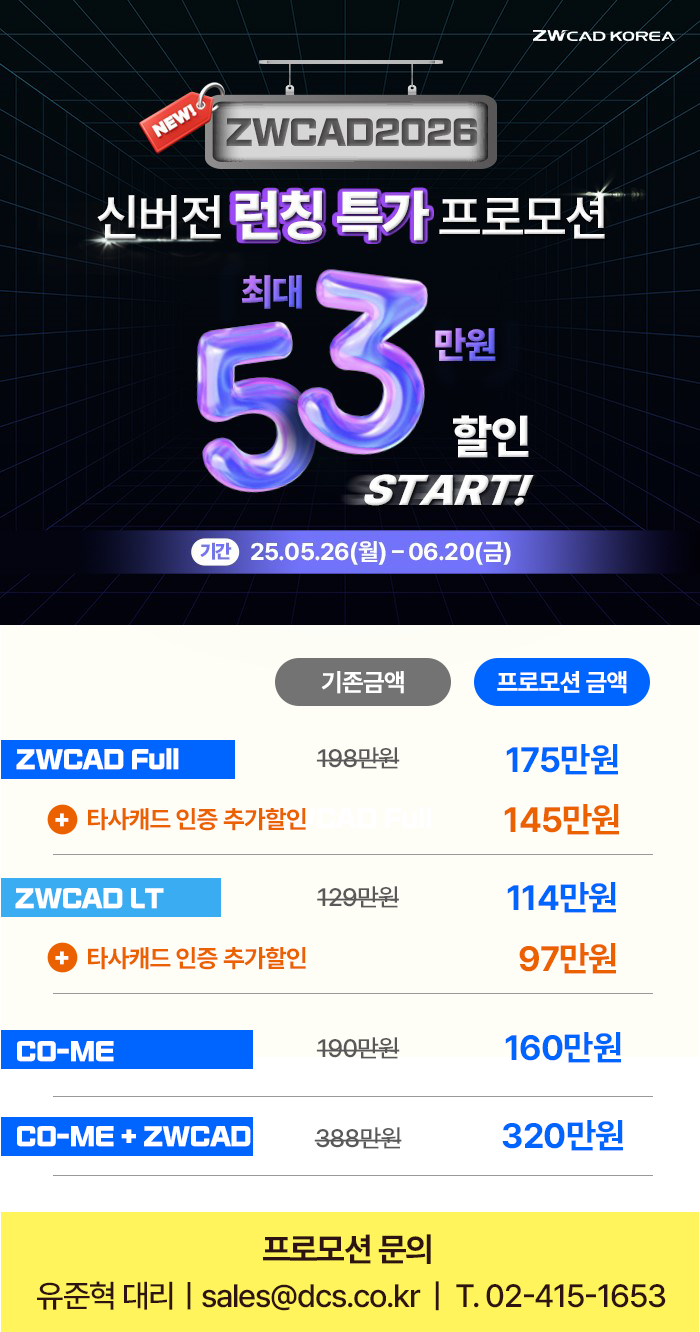 ZWCAD KOREA
NEW!
ZWCAD2026
신버전 런칭 특가 프로모션
최대
53
만원
할인
START!
기간 25.05.26(월) – 06.20(금)
기존금액 프로모션 금액
ZWCAD Full 198만원 175만원
+ 타사캐드 인증 추가할인 CAD Full 145만원
ZWCAD LT 129만원 114만원
+ 타사캐드 인증 추가할인 97만원
CO-ME 190만원 160만원
CO-ME + ZWCAD 388만원 320만원
프로모션 문의
유준혁 대리 | sales@dcs.co.kr | T. 02-415-1653